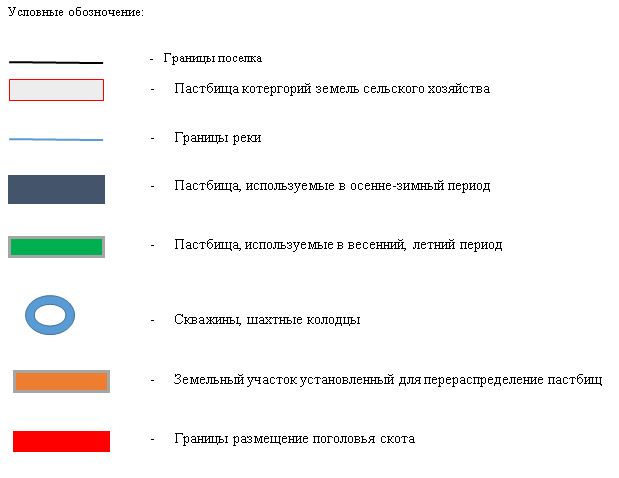 Условные обозначение:
- Границы поселка
- Пастбища котергорий земель сельского хозяйства
- Границы реки
- Пастбища, используемые в осенне-зимный период
- Пастбища, используемые в весенний, летний период
- Скважины, шахтные колодцы
- Земельный участок установленный для перераспределение пастбищ
- Границы размещение поголовья скота